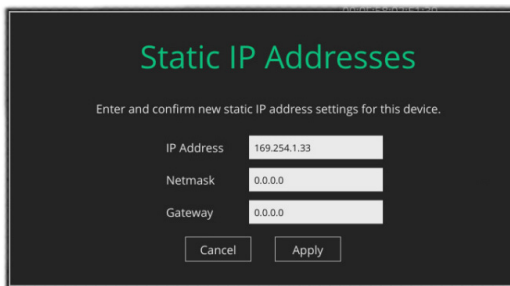 Static IP Addresses
Enter and confirm new static IP address settings for this device.
IP Address 169.254.1.33
Netmask 0.0.0.0
Gateway 0.0.0.0
Cancel Apply